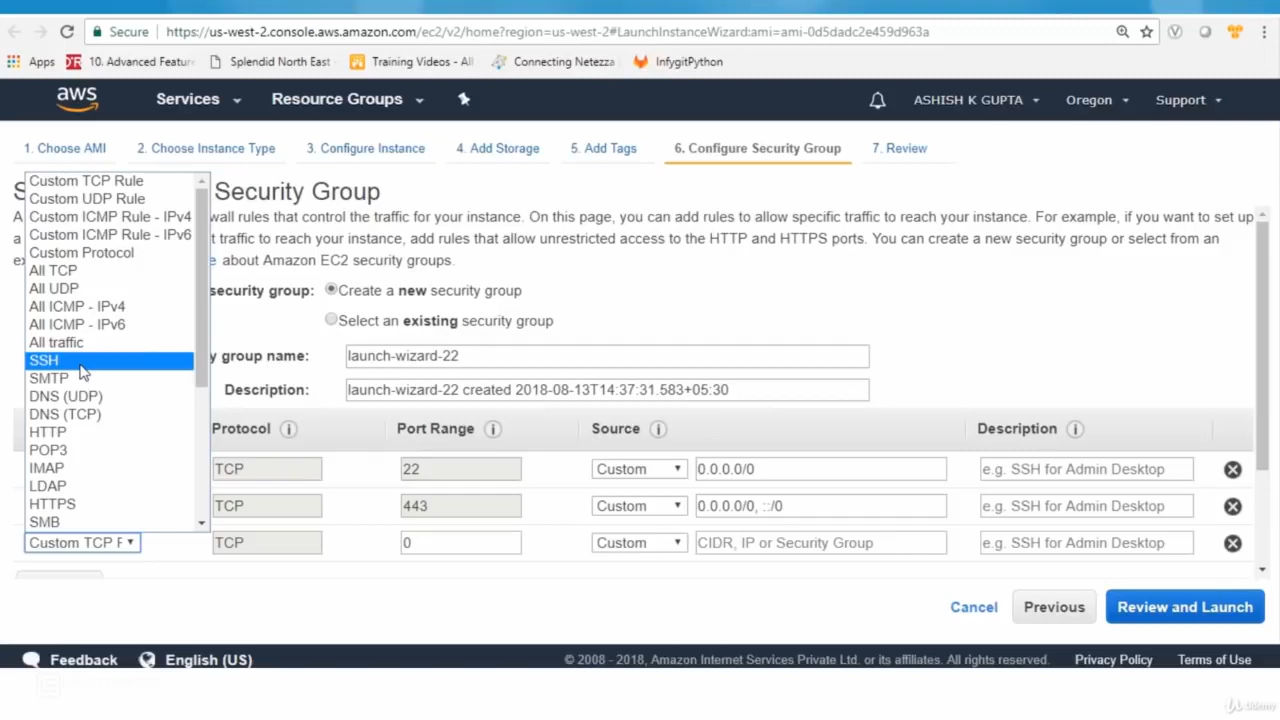 Secure https://us-west-2.console.aws.amazon.com/ec2/v2/home?region=us-west-2#LaunchInstanceWizard:ami=ami-0d5dadc2e459d963a
Apps 10. Advanced Featur Splendid North East - Training Videos - All Connecting Netezza InfygitPython
aws Services Resource Groups ASHISH K GUPTA Oregon Support
1. Choose AMI 2. Choose Instance Type 3. Configure Instance 4. Add Storage 5. Add Tags 6. Configure Security Group 7. Review
S Security Group
A wall rules that control the traffic for your instance. On this page, you can add rules to allow specific traffic to reach your instance. For example, if you want to set up
a t traffic to reach your instance, add rules that allow unrestricted access to the HTTP and HTTPS ports. You can create a new security group or select from an
ex e about Amazon EC2 security groups.
Custom TCP Rule
Custom UDP Rule
Custom ICMP Rule - IPv4
Custom ICMP Rule - IPv6
Custom Protocol
All TCP
All UDP
All ICMP - IPv4
All ICMP - IPv6
All traffic
SSH
SMTP
DNS (UDP)
DNS (TCP)
HTTP
POP3
IMAP
LDAP
HTTPS
SMB
security group: Create a new security group
Select an existing security group
y group name: launch-wizard-22
Description: launch-wizard-22 created 2018-08-13T14:37:31.583+05:30
Protocol Port Range Source Description
TCP 22 Custom 0.0.0.0/0 e.g. SSH for Admin Desktop
TCP 443 Custom 0.0.0.0/0, ::/0 e.g. SSH for Admin Desktop
Custom TCP F TCP 0 Custom CIDR, IP or Security Group e.g. SSH for Admin Desktop
Cancel Previous Review and Launch
Feedback English (US) © 2008 - 2018, Amazon Internet Services Private Ltd. or its affiliates. All rights reserved. Privacy Policy Terms of Use
Udemy